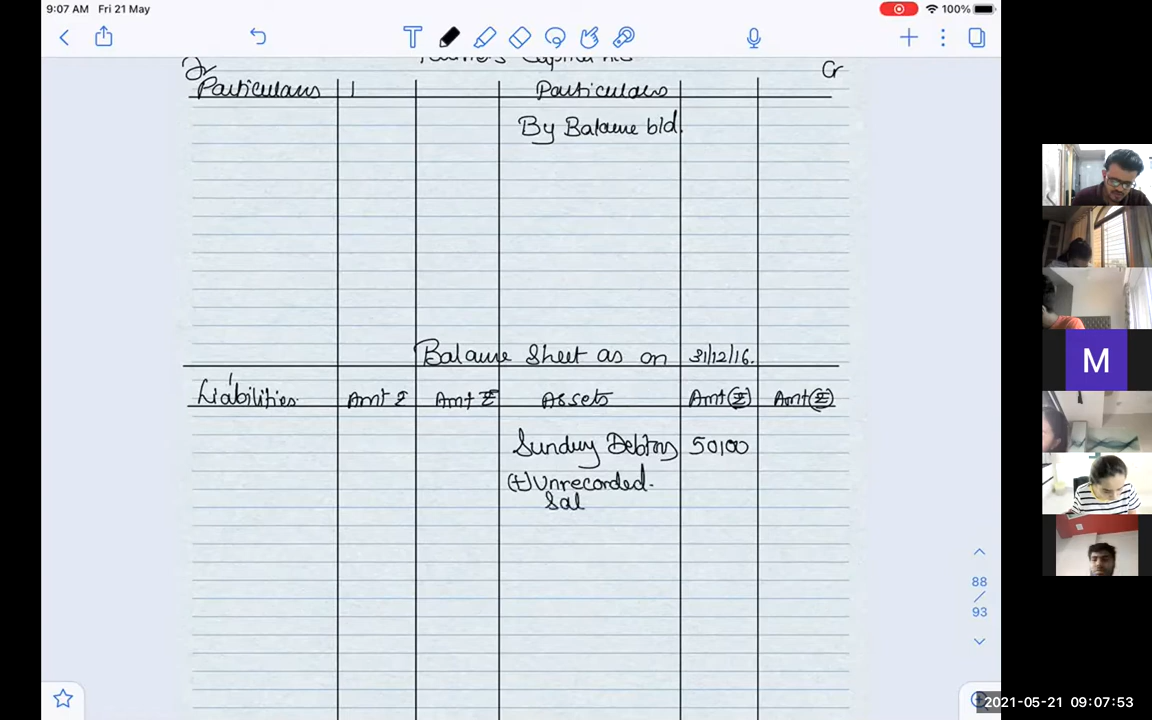 9:07 AM Fri 21 May
100%
T
Dr
Cr
Particulars
Particulars
By Balance b/d.
Balance Sheet as on 31/12/16.
Liabilities Amt ₹ Amt ₹ Assets Amt(₹) Amt(₹)
Sundry Debtors 50100
(+) Unrecorded.
Sal
M
88
/
93
2021-05-21 09:07:53